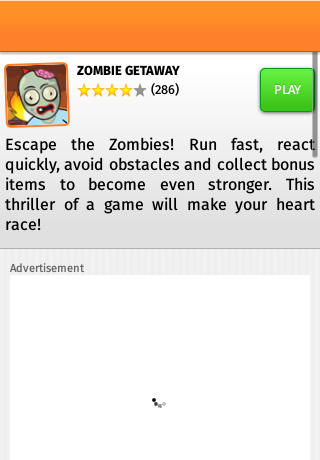 ZOMBIE GETAWAY
(286)
PLAY
Escape the Zombies! Run fast, react
quickly, avoid obstacles and collect bonus
items to become even stronger. This
thriller of a game will make your heart
race!
Advertisement